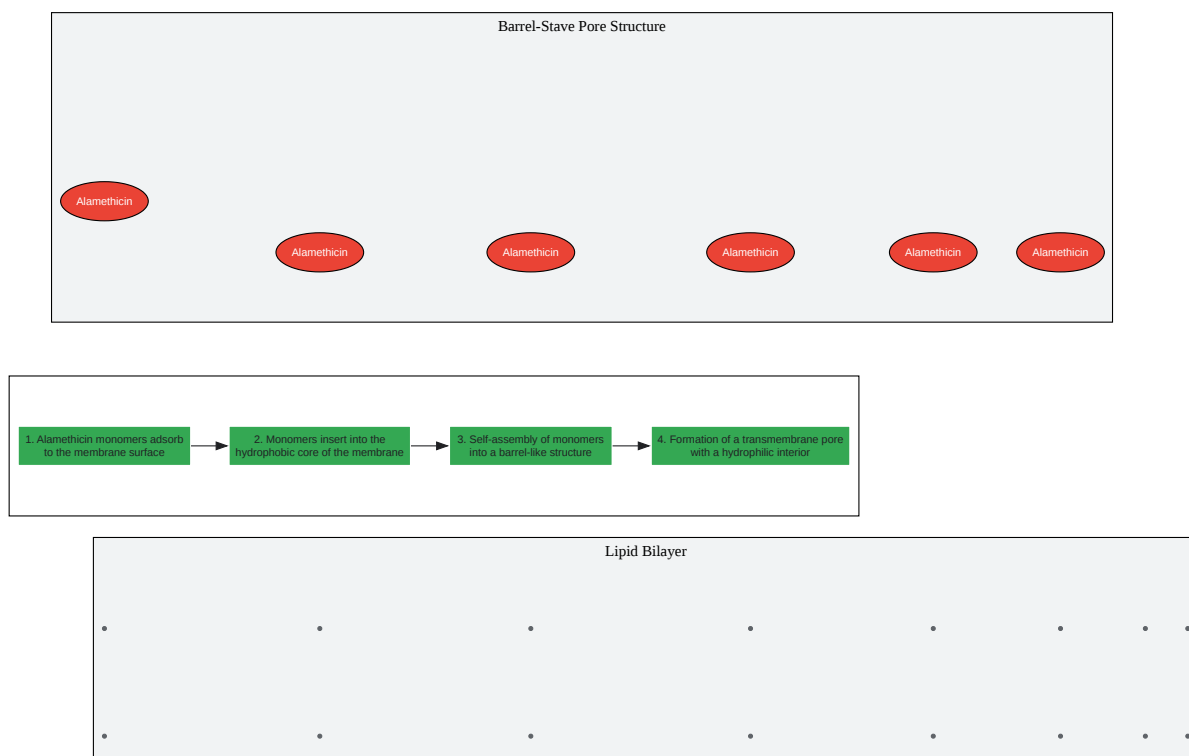 Barrel-Stave Pore Structure
Alamethicin
Alamethicin
Alamethicin
Alamethicin
Alamethicin
Alamethicin
1. Alamethicin monomers adsorb
to the membrane surface
2. Monomers insert into the
hydrophobic core of the membrane
3. Self-assembly of monomers
into a barrel-like structure
4. Formation of a transmembrane pore
with a hydrophilic interior
Lipid Bilayer